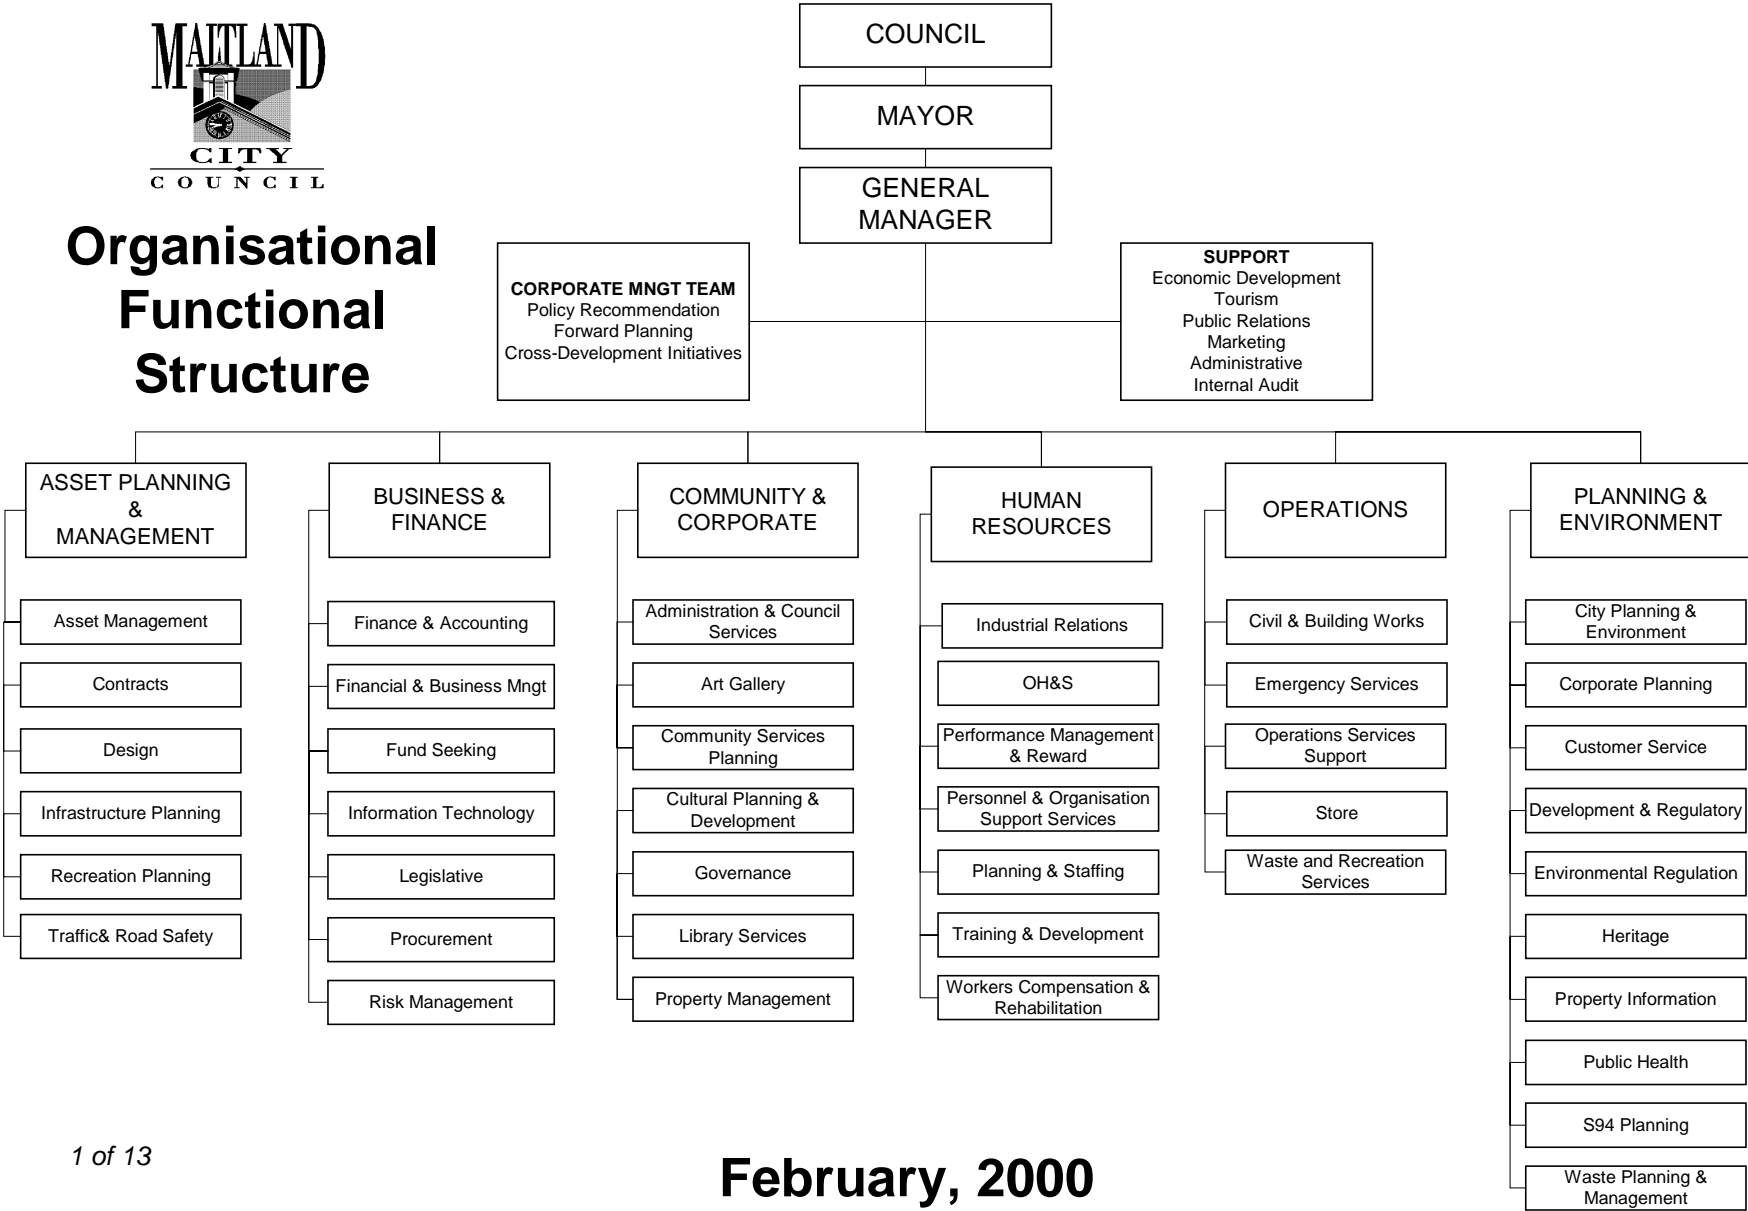 MAITLAND
CITY
COUNCIL
Organisational
Functional
Structure
COUNCIL
MAYOR
GENERAL
MANAGER
CORPORATE MNGT TEAM
Policy Recommendation
Forward Planning
Cross-Development Initiatives
SUPPORT
Economic Development
Tourism
Public Relations
Marketing
Administrative
Internal Audit
ASSET PLANNING
&
MANAGEMENT
Asset Management
Contracts
Design
Infrastructure Planning
Recreation Planning
Traffic& Road Safety
BUSINESS &
FINANCE
Finance & Accounting
Financial & Business Mngt
Fund Seeking
Information Technology
Legislative
Procurement
Risk Management
COMMUNITY &
CORPORATE
Administration & Council
Services
Art Gallery
Community Services
Planning
Cultural Planning &
Development
Governance
Library Services
Property Management
HUMAN
RESOURCES
Industrial Relations
OH&S
Performance Management
& Reward
Personnel & Organisation
Support Services
Planning & Staffing
Training & Development
Workers Compensation &
Rehabilitation
OPERATIONS
Civil & Building Works
Emergency Services
Operations Services
Support
Store
Waste and Recreation
Services
PLANNING &
ENVIRONMENT
City Planning &
Environment
Corporate Planning
Customer Service
Development & Regulatory
Environmental Regulation
Heritage
Property Information
Public Health
S94 Planning
Waste Planning &
Management
1 of 13
February, 2000